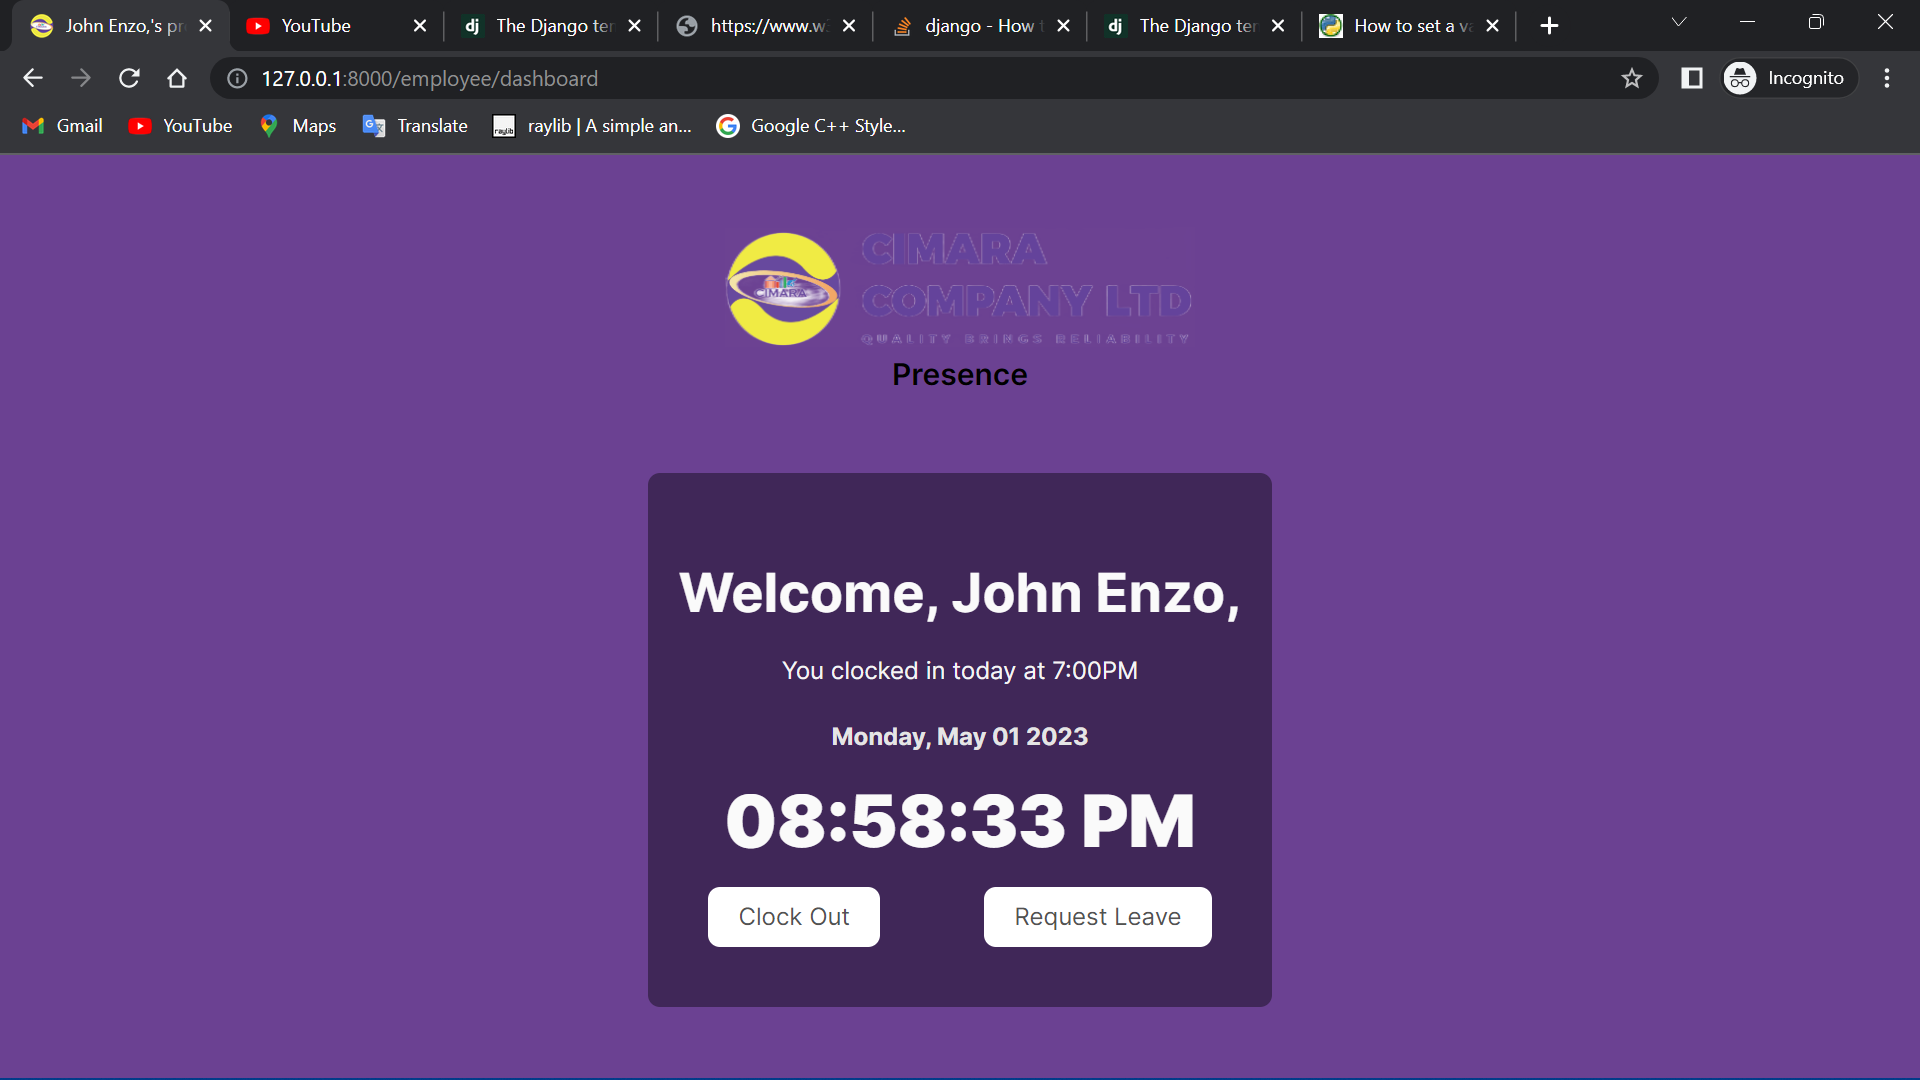 John Enzo,'s pr
YouTube
The Django ter
https://www.w
django - How t
The Django ter
How to set a va
127.0.0.1:8000/employee/dashboard
Incognito
Gmail
YouTube
Maps
Translate
raylib
raylib | A simple an...
Google C++ Style...
CIMARA
CIMARA
COMPANY LTD
QUALITY BRINGS RELIABILITY
Presence
Welcome, John Enzo,
You clocked in today at 7:00PM
Monday, May 01 2023
08:58:33 PM
Clock Out
Request Leave